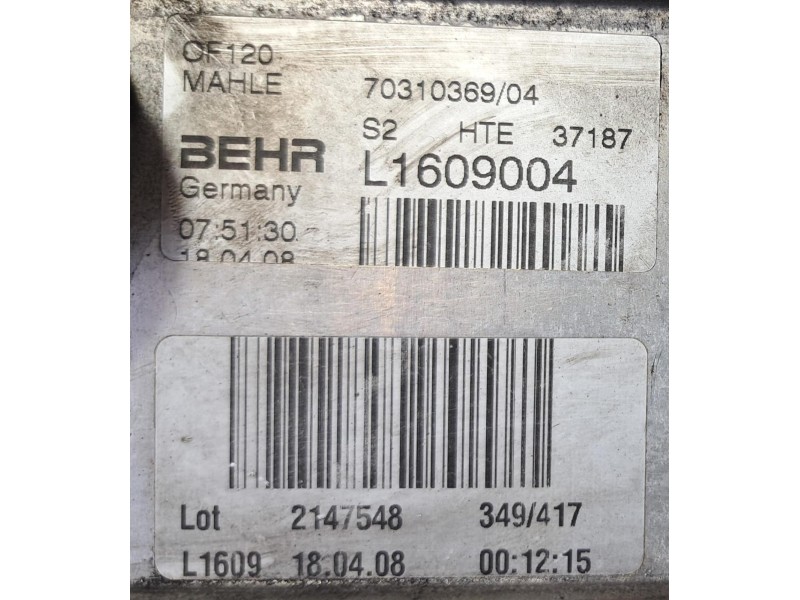 CF120
MAHLE 70310369/04
S2 HTE 37187
BEHR L1609004
Germany
07:51:30
18.04.08
Lot 2147548 349/417
L1609 18.04.08 00:12:15